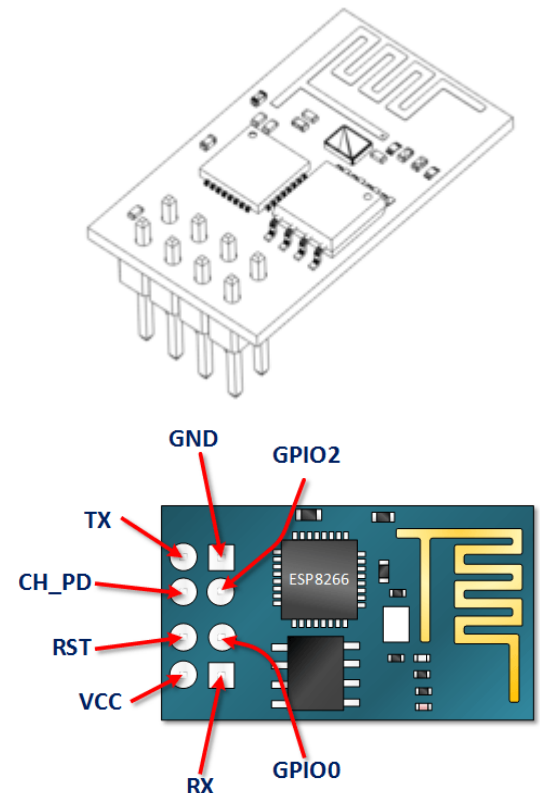 GND
GPIO2
TX
ESP8266
CH_PD
RST
VCC
GPIO0
RX